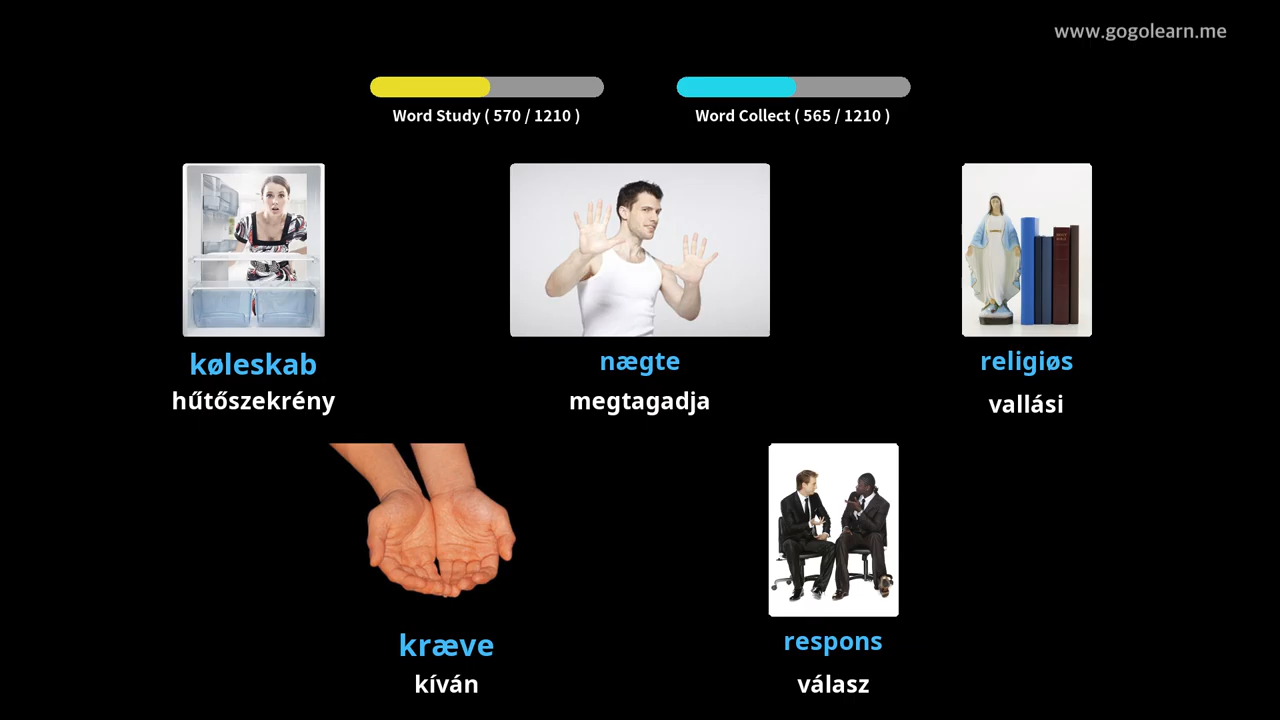 www.gogolearn.me
Word Study ( 570 / 1210 )
Word Collect ( 565 / 1210 )
køleskab
hűtőszekrény
nægte
megtagadja
religiøs
vallási
kræve
kíván
respons
válasz